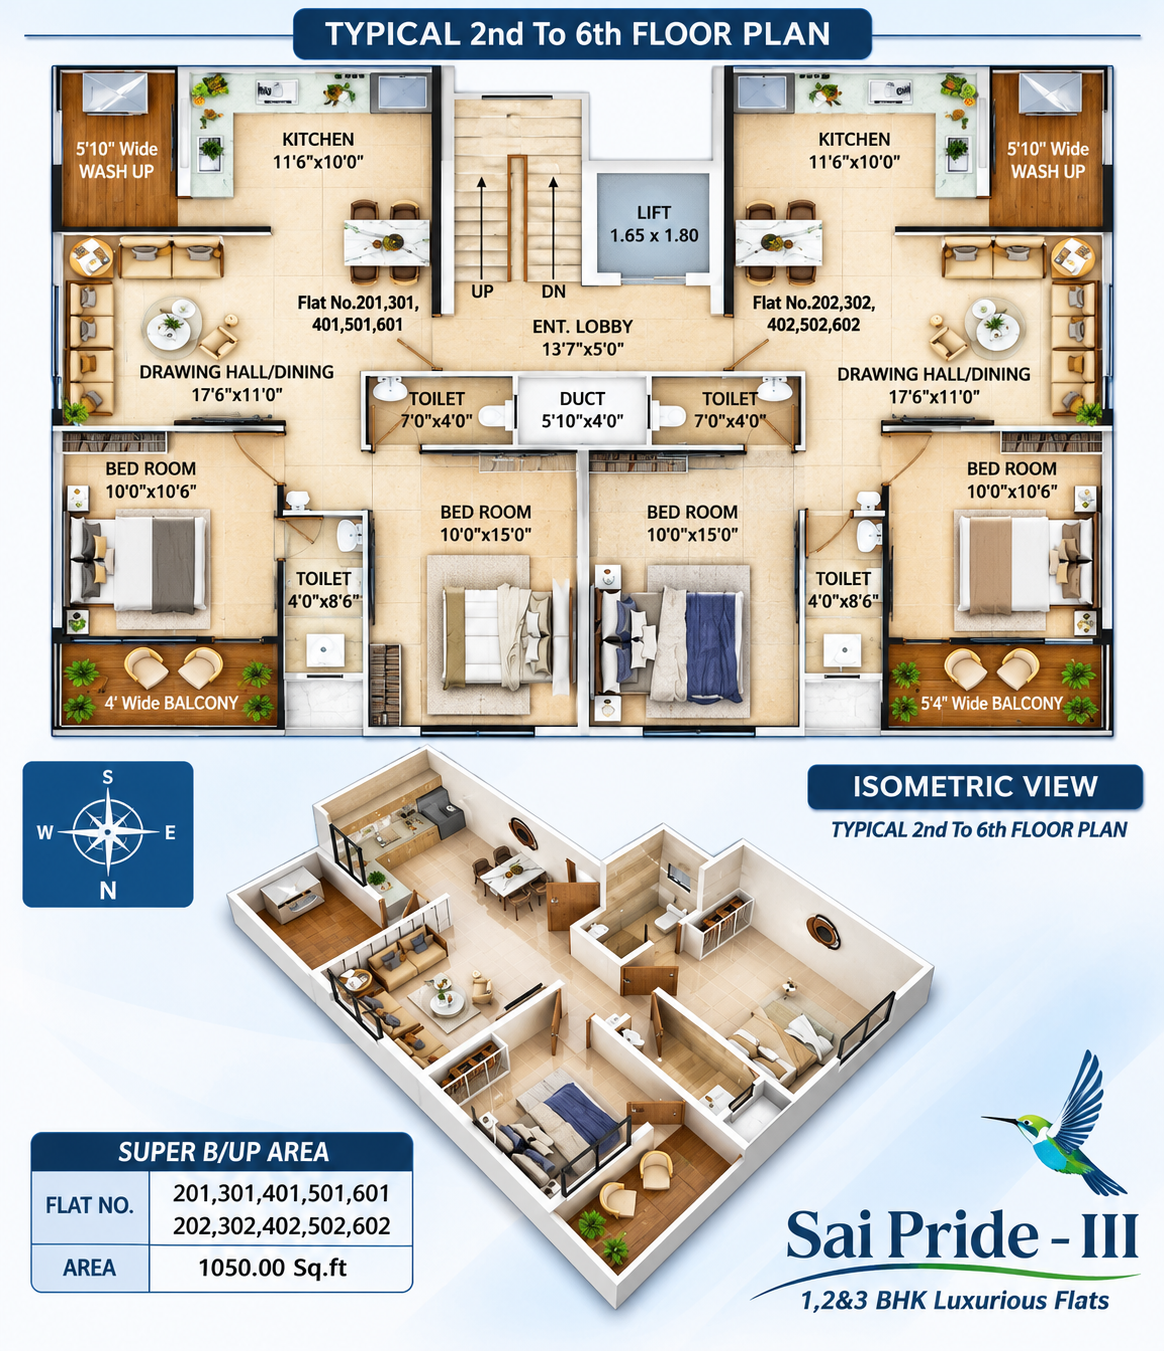 TYPICAL 2nd To 6th FLOOR PLAN
5'10" Wide
WASH UP
KITCHEN
11'6"x10'0"
UP
DN
LIFT
1.65 x 1.80
KITCHEN
11'6"x10'0"
5'10" Wide
WASH UP
Flat No.201,301,
401,501,601
ENT. LOBBY
13'7"x5'0"
Flat No.202,302,
402,502,602
DRAWING HALL/DINING
17'6"x11'0"
TOILET
7'0"x4'0"
DUCT
5'10"x4'0"
TOILET
7'0"x4'0"
DRAWING HALL/DINING
17'6"x11'0"
BED ROOM
10'0"x10'6"
BED ROOM
10'0"x15'0"
BED ROOM
10'0"x15'0"
BED ROOM
10'0"x10'6"
TOILET
4'0"x8'6"
TOILET
4'0"x8'6"
4' Wide BALCONY
5'4" Wide BALCONY
S
W
E
N
ISOMETRIC VIEW
TYPICAL 2nd To 6th FLOOR PLAN
SUPER B/UP AREA
FLAT NO.
201,301,401,501,601
202,302,402,502,602
AREA
1050.00 Sq.ft
Sai Pride - III
1,2&3 BHK Luxurious Flats